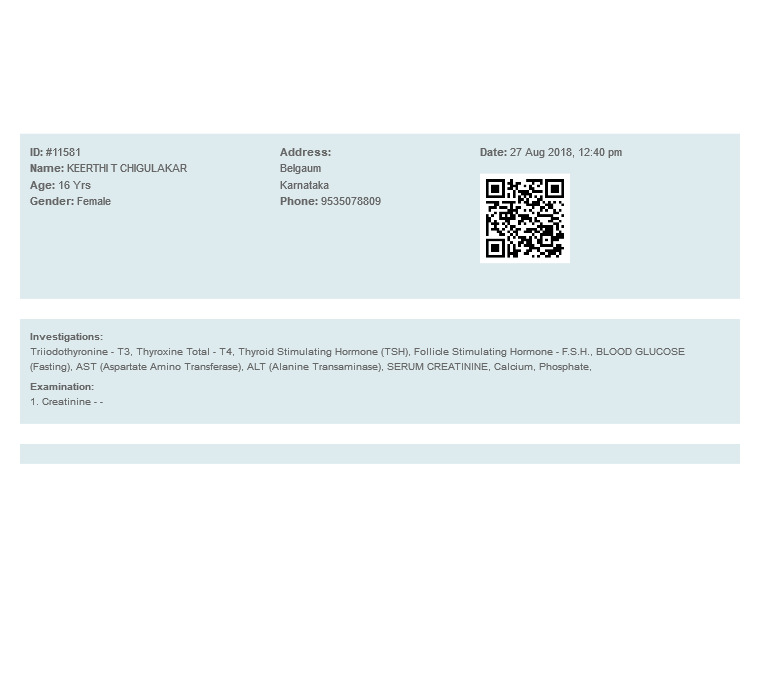 ID: #11581
Name: KEERTHI T CHIGULAKAR
Age: 16 Yrs
Gender: Female
Address:
Belgaum
Karnataka
Phone: 9535078809
Date: 27 Aug 2018, 12:40 pm
Investigations:
Triiodothyronine - T3, Thyroxine Total - T4, Thyroid Stimulating Hormone (TSH), Follicle Stimulating Hormone - F.S.H., BLOOD GLUCOSE
(Fasting), AST (Aspartate Amino Transferase), ALT (Alanine Transaminase), SERUM CREATININE, Calcium, Phosphate,
Examination:
1. Creatinine - -